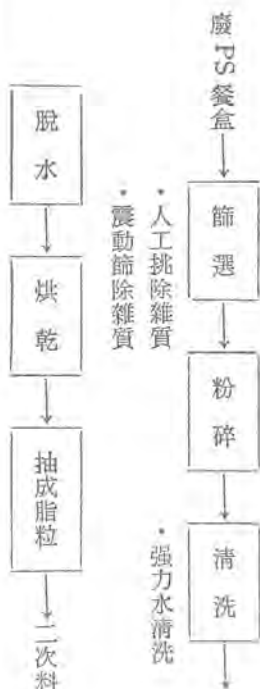 廢PS餐盒
篩選
・人工挑除雜質
・震動篩除雜質
粉碎
清洗
・强力水清洗
脫水
烘乾
抽成脂粒
二次料